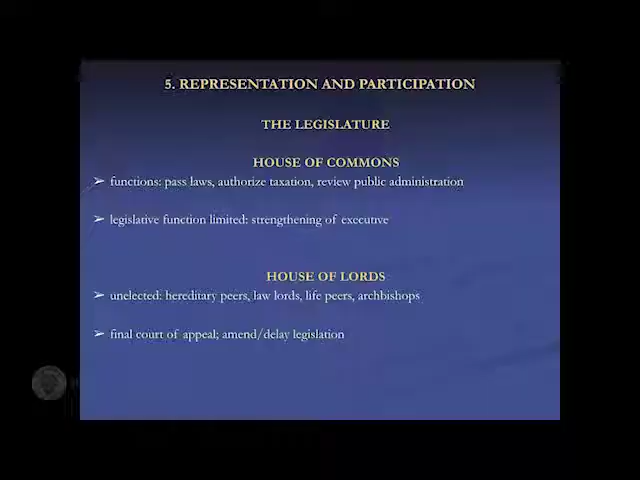 5. REPRESENTATION AND PARTICIPATION
THE LEGISLATURE
HOUSE OF COMMONS
➢ functions: pass laws, authorize taxation, review public administration
➢ legislative function limited: strengthening of executive
HOUSE OF LORDS
➢ unelected: hereditary peers, law lords, life peers, archbishops
➢ final court of appeal; amend/delay legislation